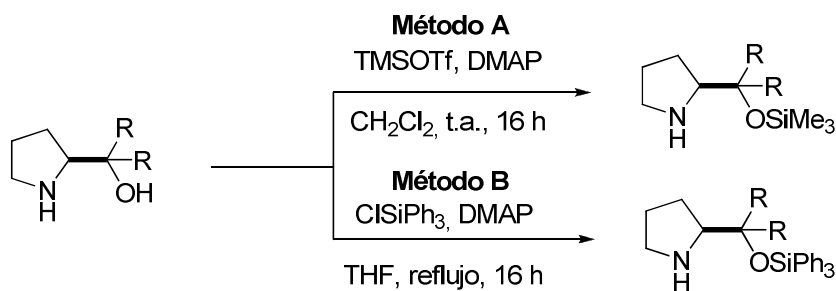 Método A
TMSOTf, DMAP
CH2Cl2, t.a., 16 h
Método B
ClSiPh3, DMAP
THF, reflujo, 16 h
N
H
R
R
OH
N
H
R
R
OSiMe3
N
H
R
R
OSiPh3